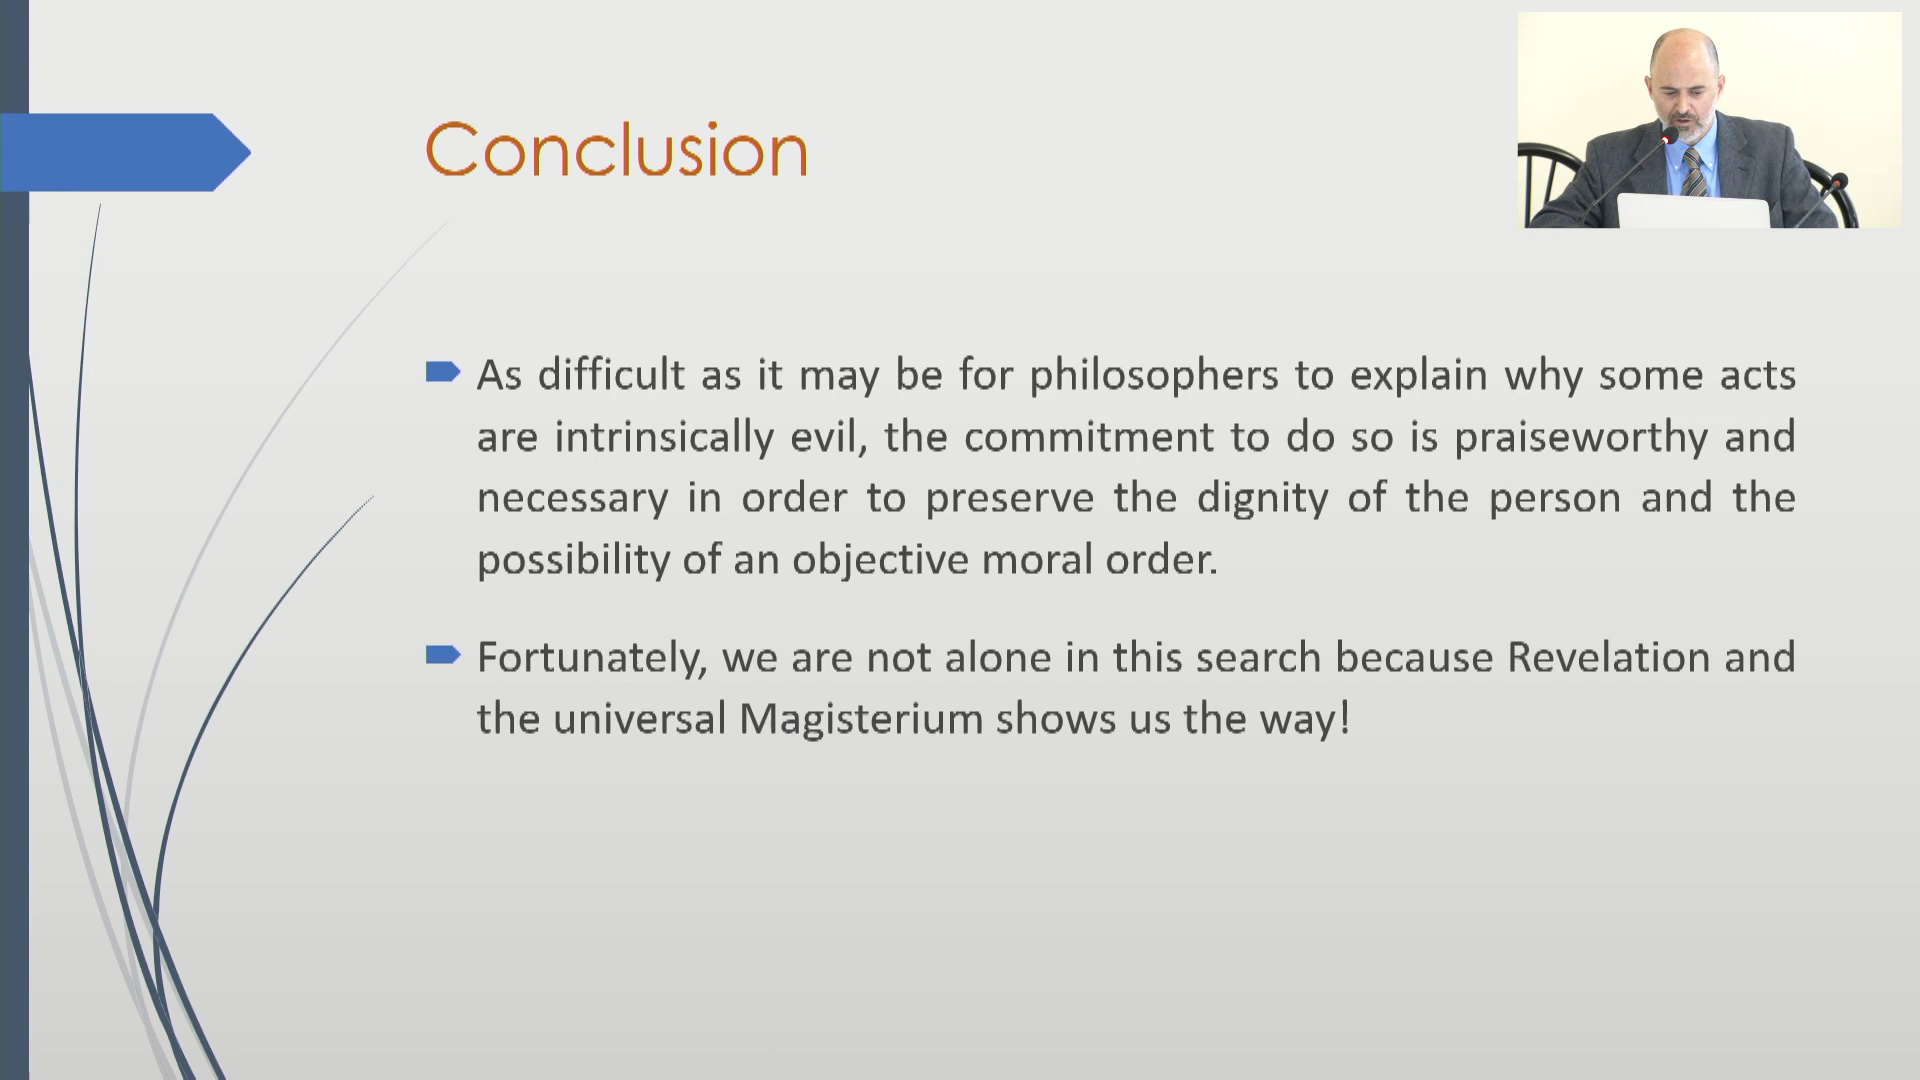 Conclusion
As difficult as it may be for philosophers to explain why some acts
are intrinsically evil, the commitment to do so is praiseworthy and
necessary in order to preserve the dignity of the person and the
possibility of an objective moral order.
Fortunately, we are not alone in this search because Revelation and
the universal Magisterium shows us the way!